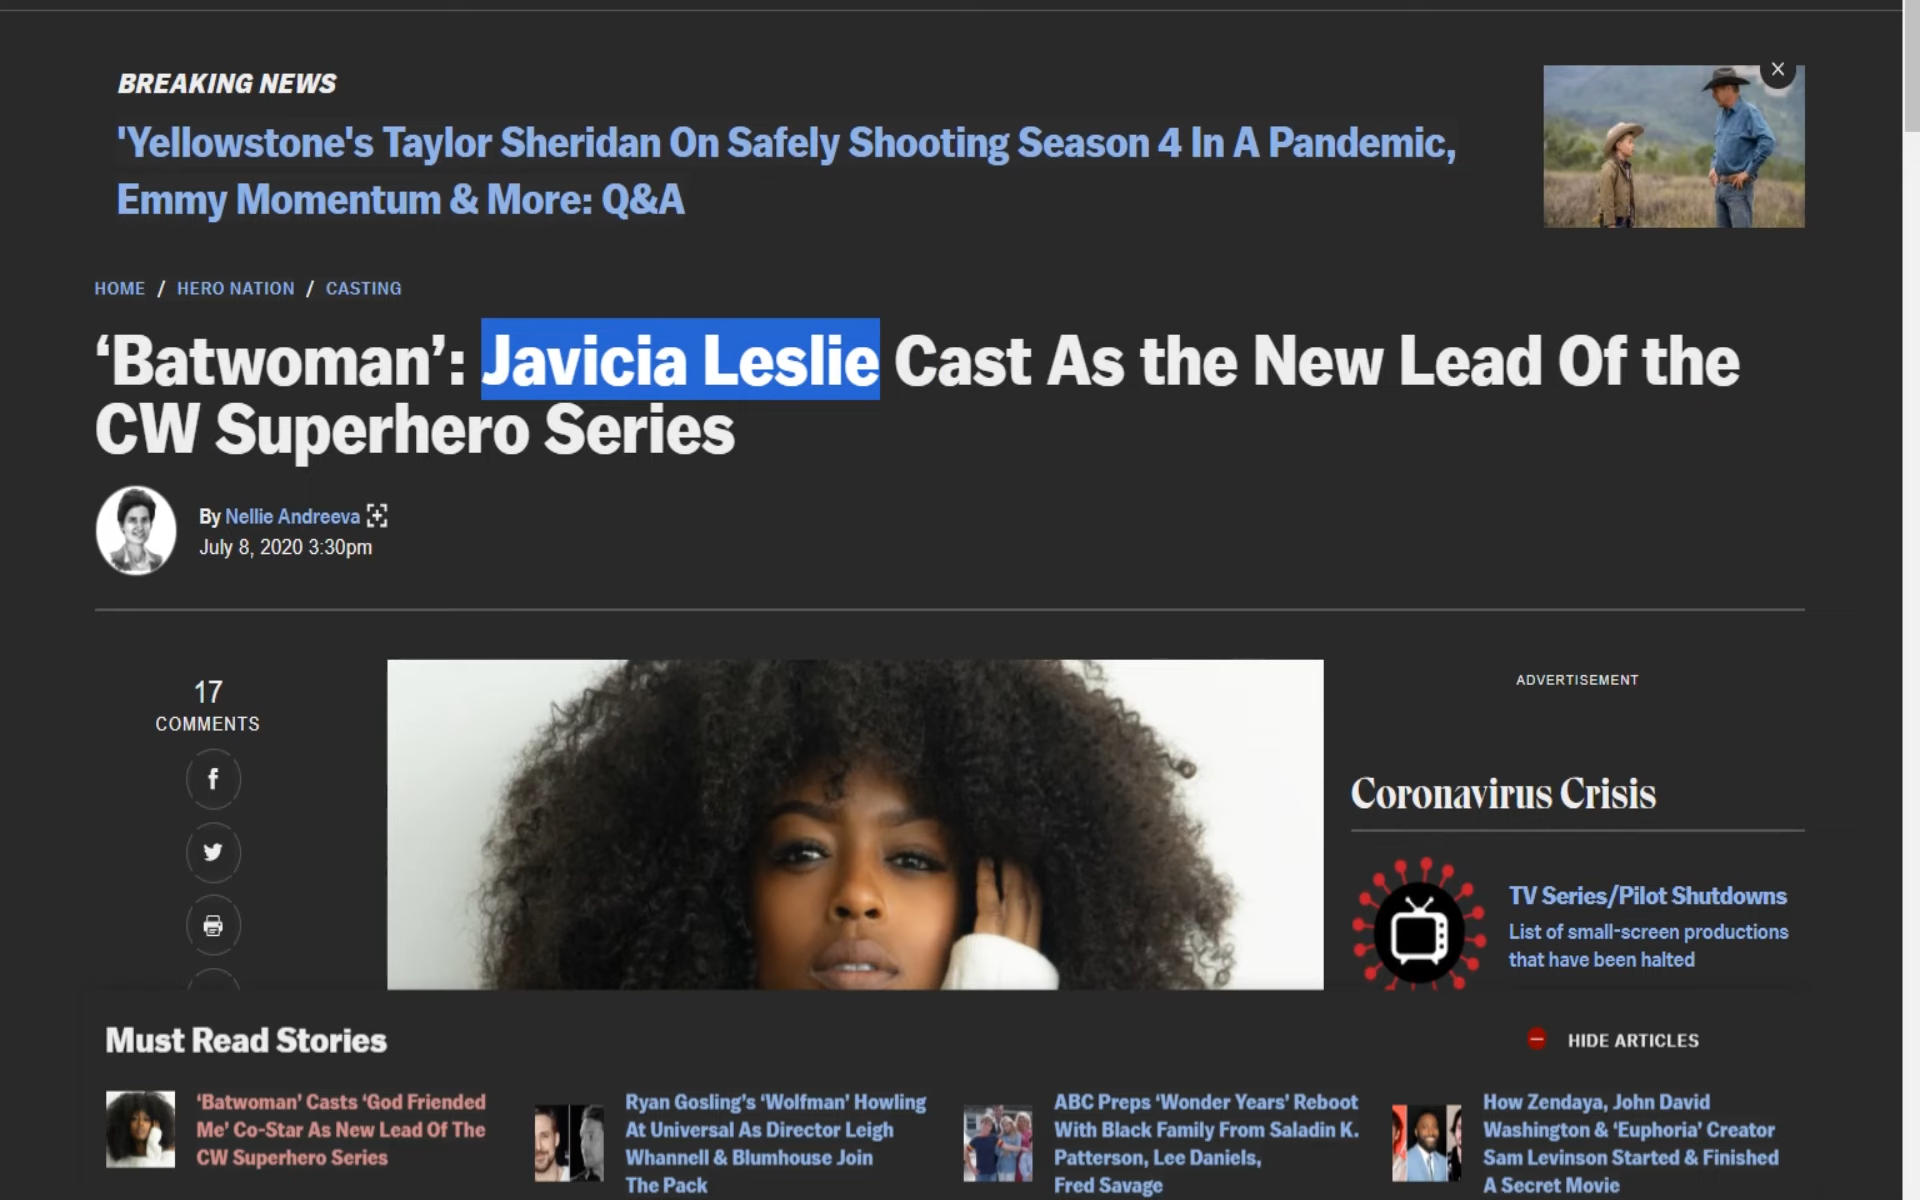 BREAKING NEWS
'Yellowstone's Taylor Sheridan On Safely Shooting Season 4 In A Pandemic,
Emmy Momentum & More: Q&A
HOME / HERO NATION / CASTING
‘Batwoman’: Javicia Leslie Cast As the New Lead Of the
CW Superhero Series
By Nellie Andreeva
July 8, 2020 3:30pm
17
COMMENTS
ADVERTISEMENT
Coronavirus Crisis
TV Series/Pilot Shutdowns
List of small-screen productions
that have been halted
Must Read Stories
HIDE ARTICLES
‘Batwoman’ Casts ‘God Friended
Me’ Co-Star As New Lead Of The
CW Superhero Series
Ryan Gosling’s ‘Wolfman’ Howling
At Universal As Director Leigh
Whannell & Blumhouse Join
The Pack
ABC Preps ‘Wonder Years’ Reboot
With Black Family From Saladin K.
Patterson, Lee Daniels,
Fred Savage
How Zendaya, John David
Washington & ‘Euphoria’ Creator
Sam Levinson Started & Finished
A Secret Movie